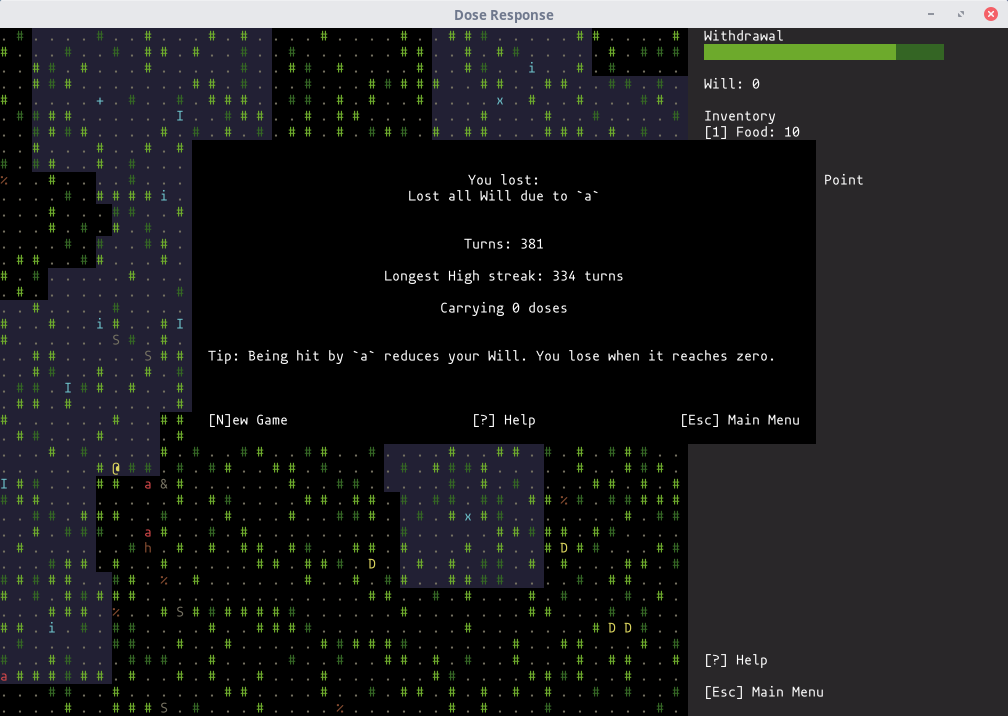 Dose Response
Withdrawal
Will: 0
Inventory
[1] Food: 10
Point
You lost:
Lost all Will due to `a`
Turns: 381
Longest High streak: 334 turns
Carrying 0 doses
Tip: Being hit by `a` reduces your Will. You lose when it reaches zero.
[N]ew Game
[?] Help
[Esc] Main Menu
[?] Help
[Esc] Main Menu